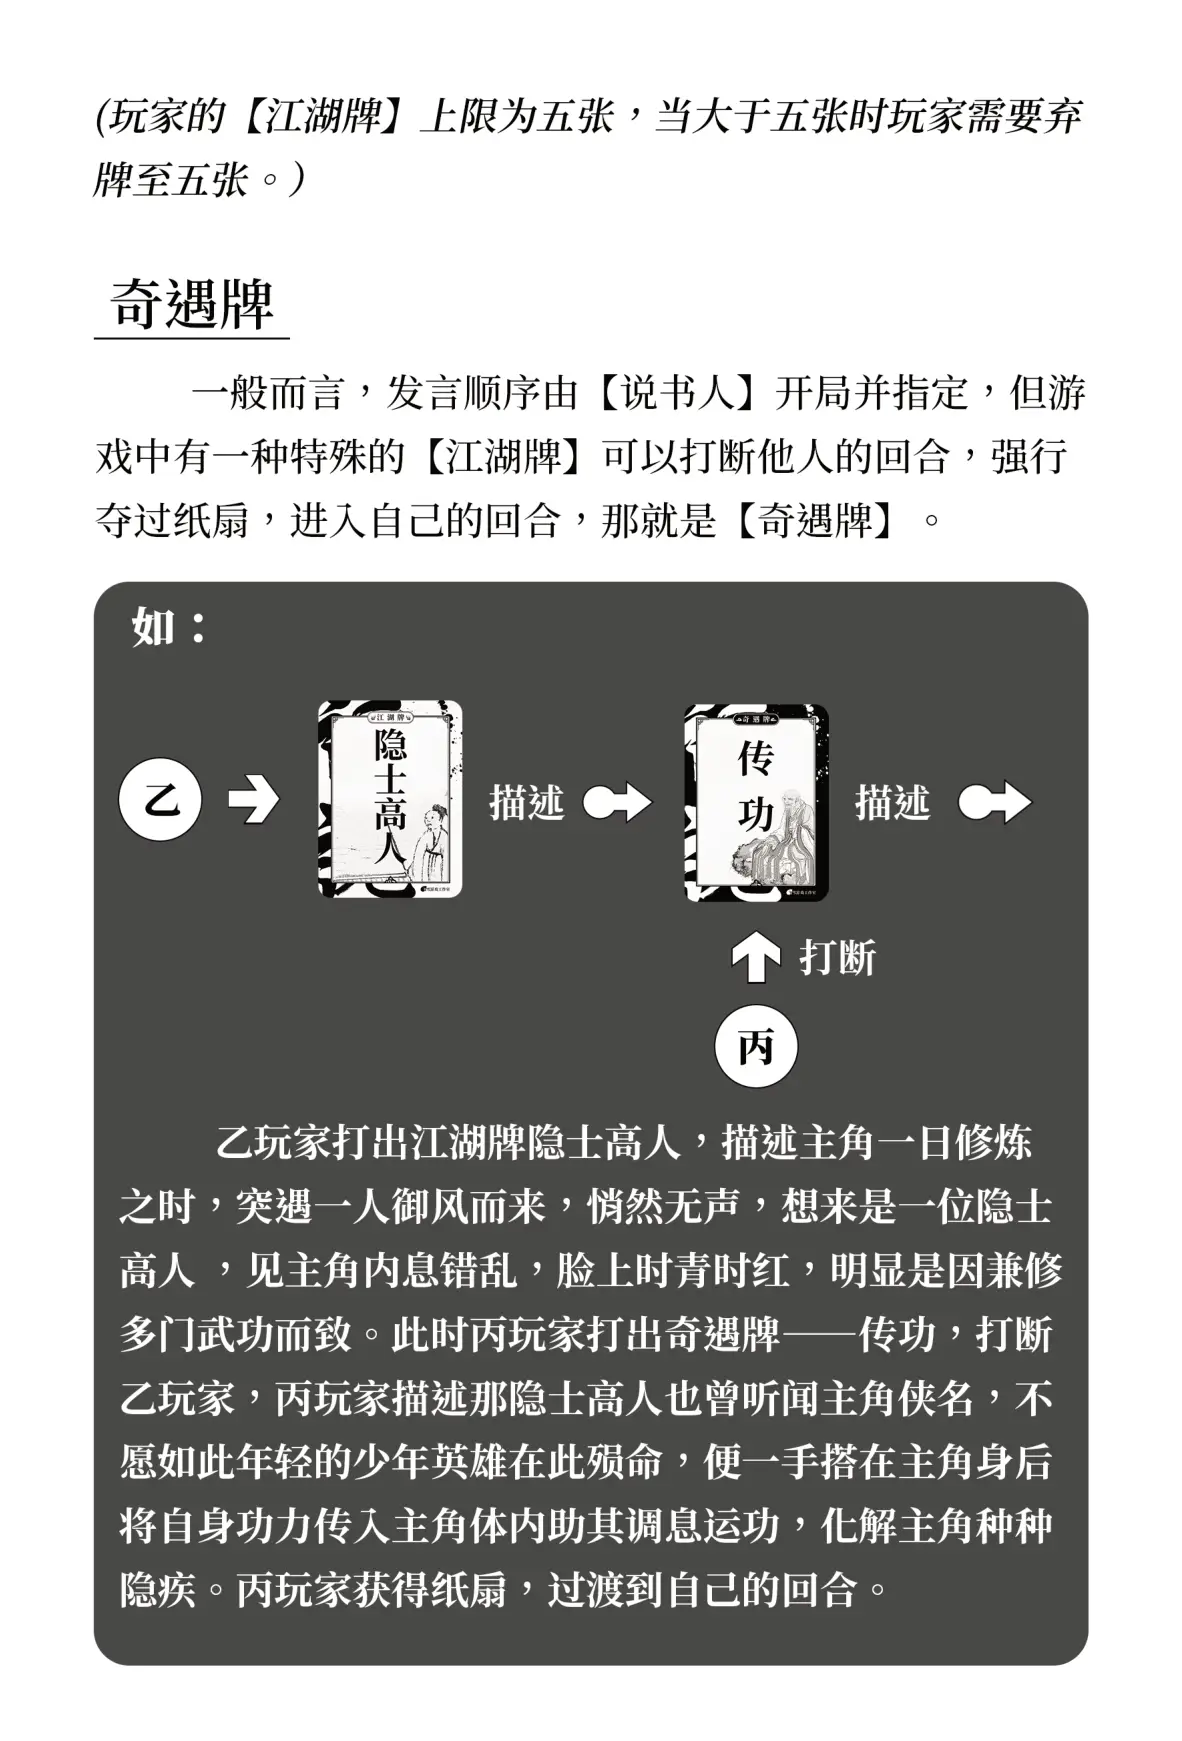 (玩家的【江湖牌】上限为五张，当大于五张时玩家需要弃
牌至五张。）
奇遇牌
一般而言，发言顺序由【说书人】开局并指定，但游
戏中有一种特殊的【江湖牌】可以打断他人的回合，强行
夺过纸扇，进入自己的回合，那就是【奇遇牌】。
如：
乙
江湖牌
隐士高人
描述
奇遇牌
传功
描述
打断
丙
乙玩家打出江湖牌隐士高人，描述主角一日修炼
之时，突遇一人御风而来，悄然无声，想来是一位隐士
高人 ，见主角内息错乱，脸上时青时红，明显是因兼修
多门武功而致。此时丙玩家打出奇遇牌——传功，打断
乙玩家，丙玩家描述那隐士高人也曾听闻主角侠名，不
愿如此年轻的少年英雄在此殒命，便一手搭在主角身后
将自身功力传入主角体内助其调息运功，化解主角种种
隐疾。丙玩家获得纸扇，过渡到自己的回合。